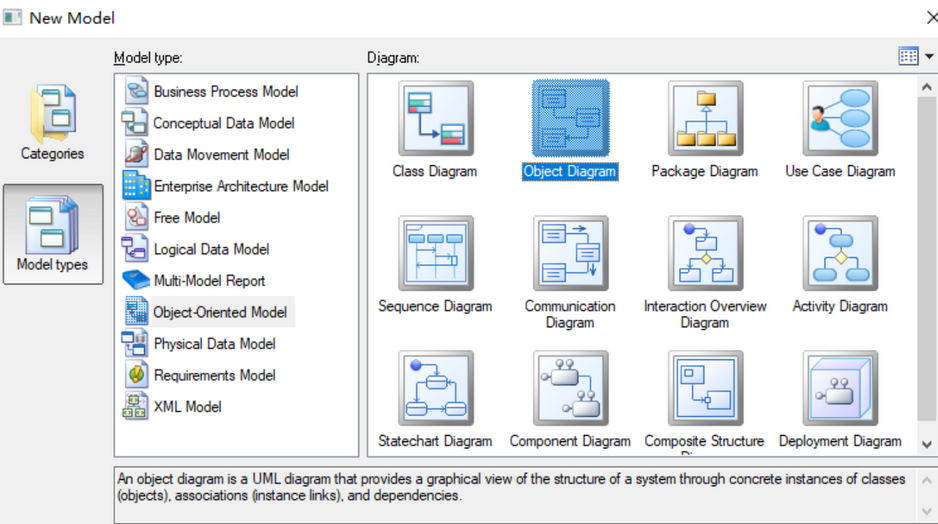 New Model
Model type:
Diagram:
Categories
Model types
Business Process Model
Conceptual Data Model
Data Movement Model
Enterprise Architecture Model
Free Model
Logical Data Model
Multi-Model Report
Object-Oriented Model
Physical Data Model
Requirements Model
XML Model
Class Diagram
Object Diagram
Package Diagram
Use Case Diagram
Sequence Diagram
Communication
Diagram
Interaction Overview
Diagram
Activity Diagram
Statechart Diagram
Component Diagram
Composite Structure
Deployment Diagram
An object diagram is a UML diagram that provides a graphical view of the structure of a system through concrete instances of classes
(objects), associations (instance links), and dependencies.